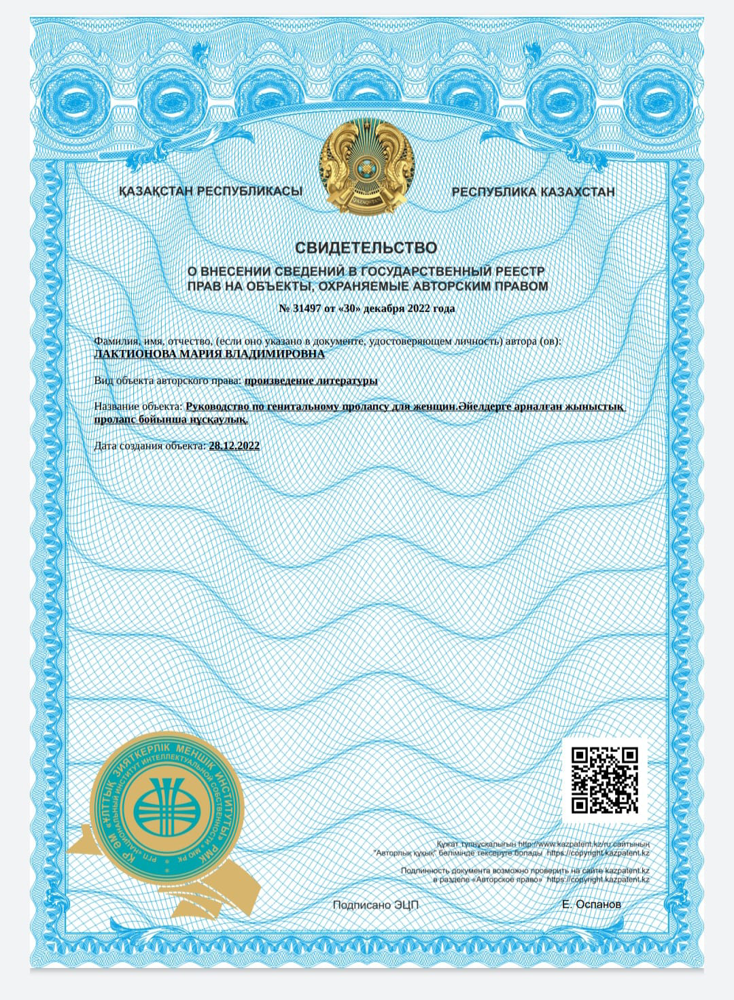 ҚАЗАҚСТАН РЕСПУБЛИКАСЫ
РЕСПУБЛИКА КАЗАХСТАН
QAZAQSTAN
СВИДЕТЕЛЬСТВО
О ВНЕСЕНИИ СВЕДЕНИЙ В ГОСУДАРСТВЕННЫЙ РЕЕСТР
ПРАВ НА ОБЪЕКТЫ, ОХРАНЯЕМЫЕ АВТОРСКИМ ПРАВОМ
№ 31497 от «30» декабря 2022 года
Фамилия, имя, отчество, (если оно указано в документе, удостоверяющем личность) автора (ов):
ЛАКТИОНОВА МАРИЯ ВЛАДИМИРОВНА
Вид объекта авторского права: произведение литературы
Название объекта: Руководство по генитальному пролапсу для женщин.Әйелдерге арналған жыныстық
пролапс бойынша нұсқаулық.
Дата создания объекта: 28.12.2022
ҚР ӘМ «ҰЛТТЫҚ ЗИЯТКЕРЛІК МЕНШІК ИНСТИТУТЫ» РМК
РГП «НАЦИОНАЛЬНЫЙ ИНСТИТУТ ИНТЕЛЛЕКТУАЛЬНОЙ СОБСТВЕННОСТИ» МЮ РК
Құжат түпнұсқалығын http://www.kazpatent.kz/ru сайтының
"Авторлық құқық" бөлімінде тексеруге болады https://copyright.kazpatent.kz
Подлинность документа возможно проверить на сайте kazpatent.kz
в разделе «Авторское право» https://copyright.kazpatent.kz
Подписано ЭЦП
Е. Оспанов